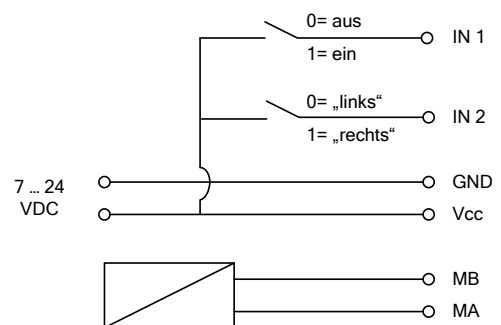 0= aus
IN 1
1= ein
0= „links“
IN 2
1= „rechts“
7 ... 24
VDC
GND
Vcc
MB
MA